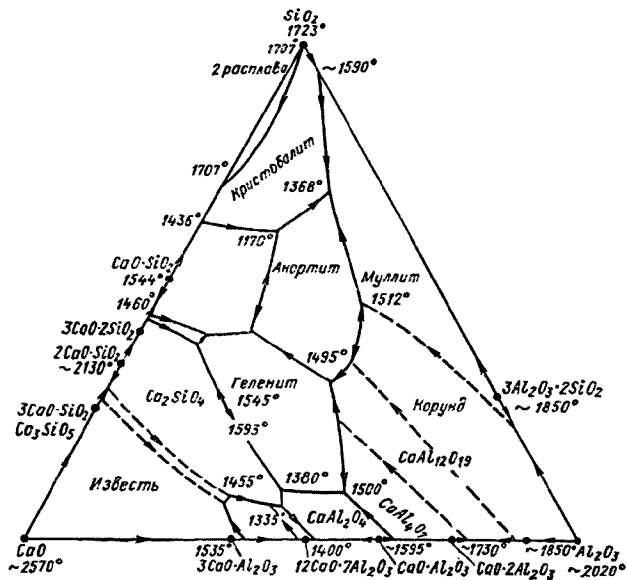 SiO₂
1723°
1707°
2 расплава
~1590°
1707°
Кристобалит
1368°
1436°
1170°
CaO·SiO₂
1544°
Анортит
Муллит
1512°
1460°
3CaO·2SiO₂
2CaO·SiO₂
~2130°
1495°
Ca₂SiO₄
Геленит
1545°
1593°
Корунд
3Al₂O₃·2SiO₂
~1850°
3CaO·SiO₂
Ca₃SiO₅
CaAl₁₂O₁₉
Известь
1455°
1380°
1500°
1335°
CaAl₂O₄
CaAl₄O₇
CaO
~2570°
1535°
1400°
~1595°
~1730°
~1850°
Al₂O₃
~2020°
3CaO·Al₂O₃
12CaO·7Al₂O₃
CaO·Al₂O₃
CaO·2Al₂O₃